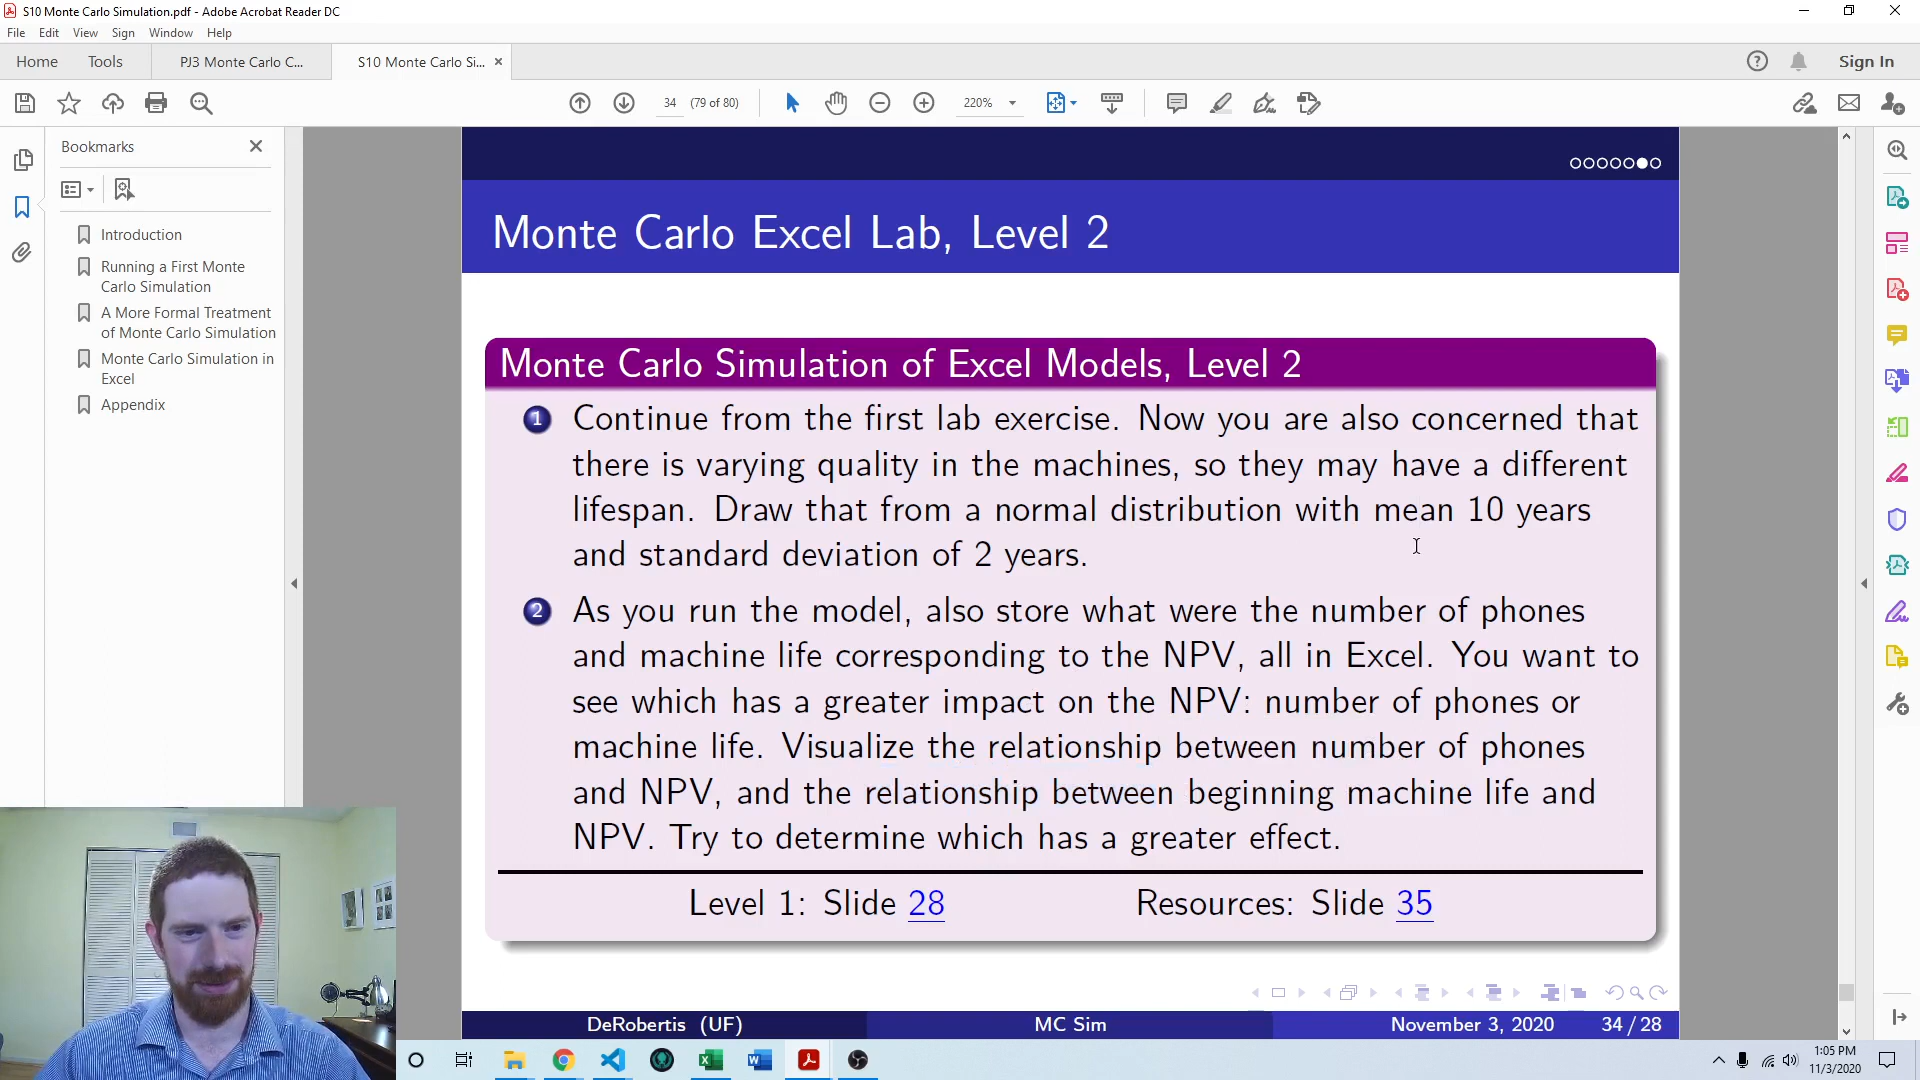 S10 Monte Carlo Simulation.pdf - Adobe Acrobat Reader DC
File Edit View Sign Window Help
Home Tools PJ3 Monte Carlo C... S10 Monte Carlo Si... Sign In
34 (79 of 80) 220%
Bookmarks
Introduction
Running a First Monte
Carlo Simulation
A More Formal Treatment
of Monte Carlo Simulation
Monte Carlo Simulation in
Excel
Appendix
Monte Carlo Excel Lab, Level 2
Monte Carlo Simulation of Excel Models, Level 2
1 Continue from the first lab exercise. Now you are also concerned that
there is varying quality in the machines, so they may have a different
lifespan. Draw that from a normal distribution with mean 10 years
and standard deviation of 2 years.
2 As you run the model, also store what were the number of phones
and machine life corresponding to the NPV, all in Excel. You want to
see which has a greater impact on the NPV: number of phones or
machine life. Visualize the relationship between number of phones
and NPV, and the relationship between beginning machine life and
NPV. Try to determine which has a greater effect.
Level 1: Slide 28 Resources: Slide 35
DeRobertis (UF) MC Sim November 3, 2020 34 / 28
1:05 PM
11/3/2020